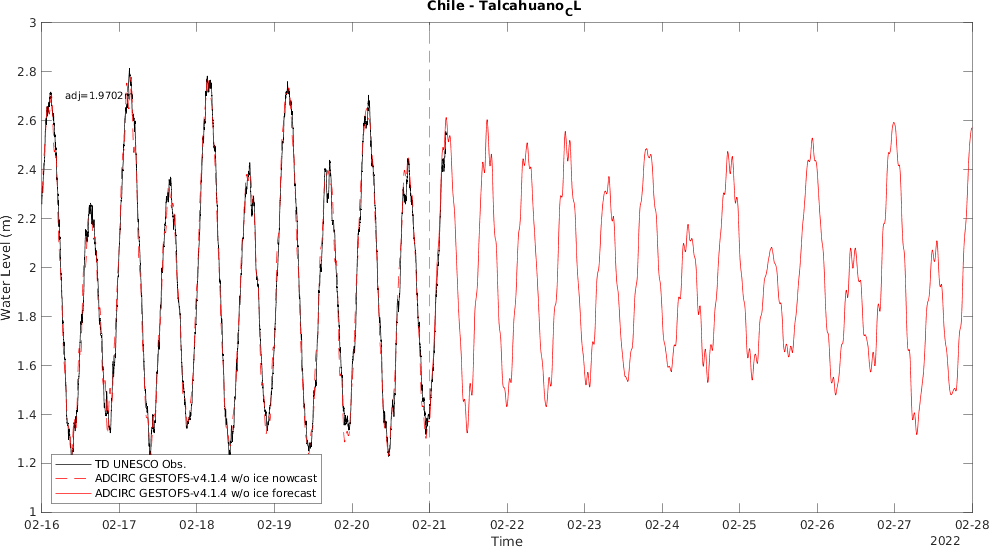 Chile - Talcahuano_CL
3
2.8
adj=1.9702
2.6
2.4
2.2
2
1.8
1.6
1.4
1.2
1
Water Level (m)
TD UNESCO Obs.
ADCIRC GESTOFS-v4.1.4 w/o ice nowcast
ADCIRC GESTOFS-v4.1.4 w/o ice forecast
02-16 02-17 02-18 02-19 02-20 02-21 02-22 02-23 02-24 02-25 02-26 02-27 02-28
Time
2022